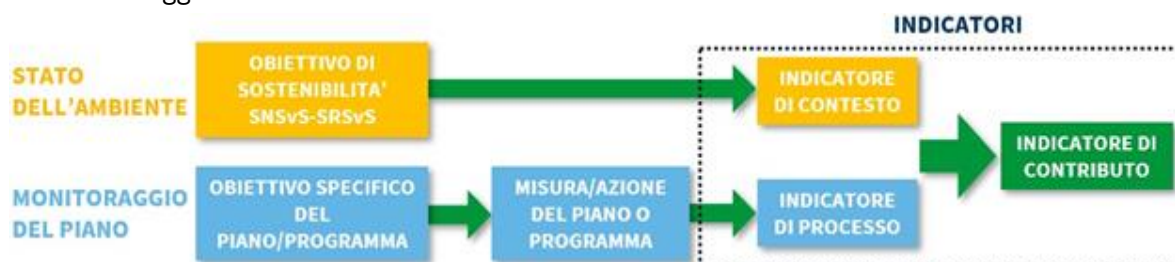 INDICATORI
STATO
DELL'AMBIENTE
OBIETTIVO DI
SOSTENIBILITA'
SNSvS-SRSvS
INDICATORE
DI CONTESTO
INDICATORE DI
CONTRIBUTO
MONITORAGGIO
DEL PIANO
OBIETTIVO SPECIFICO
DEL
PIANO/PROGRAMMA
MISURA/AZIONE
DEL PIANO O
PROGRAMMA
INDICATORE
DI PROCESSO